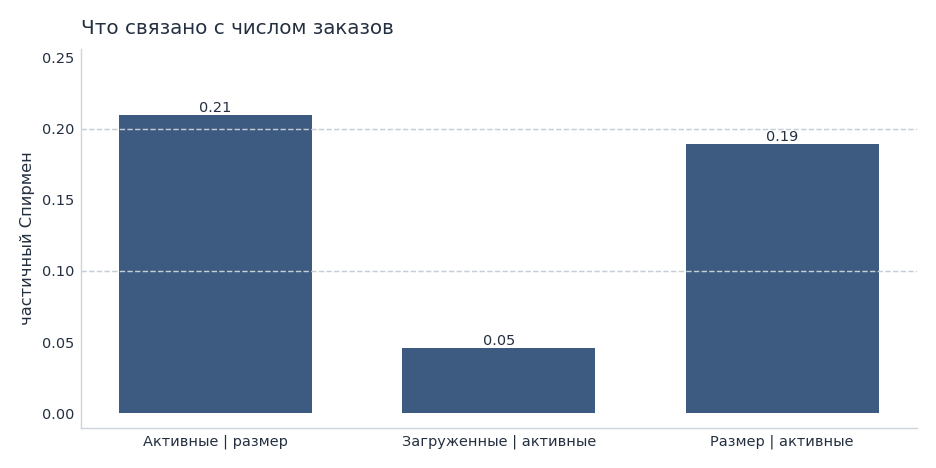 Что связано с числом заказов
частичный Спирмен
0.25
0.20
0.15
0.10
0.05
0.00
0.21
0.05
0.19
Активные | размер
Загруженные | активные
Размер | активные